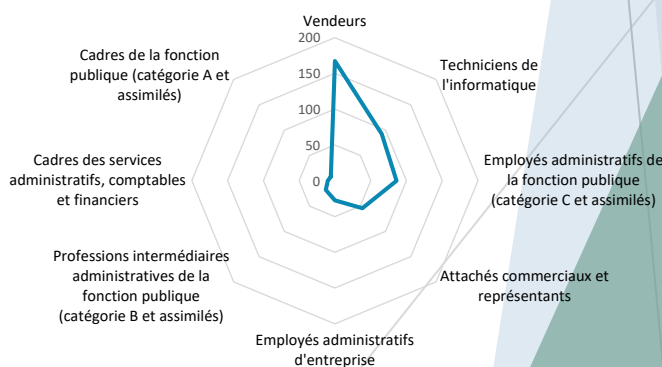 Vendeurs
200
150
100
50
0
Techniciens de
l'informatique
Employés administratifs de
la fonction publique
(catégorie C et assimilés)
Attachés commerciaux et
représentants
Employés administratifs
d'entreprise
Professions intermédiaires
administratives de la
fonction publique
(catégorie B et assimilés)
Cadres des services
administratifs, comptables
et financiers
Cadres de la fonction
publique (catégorie A et
assimilés)